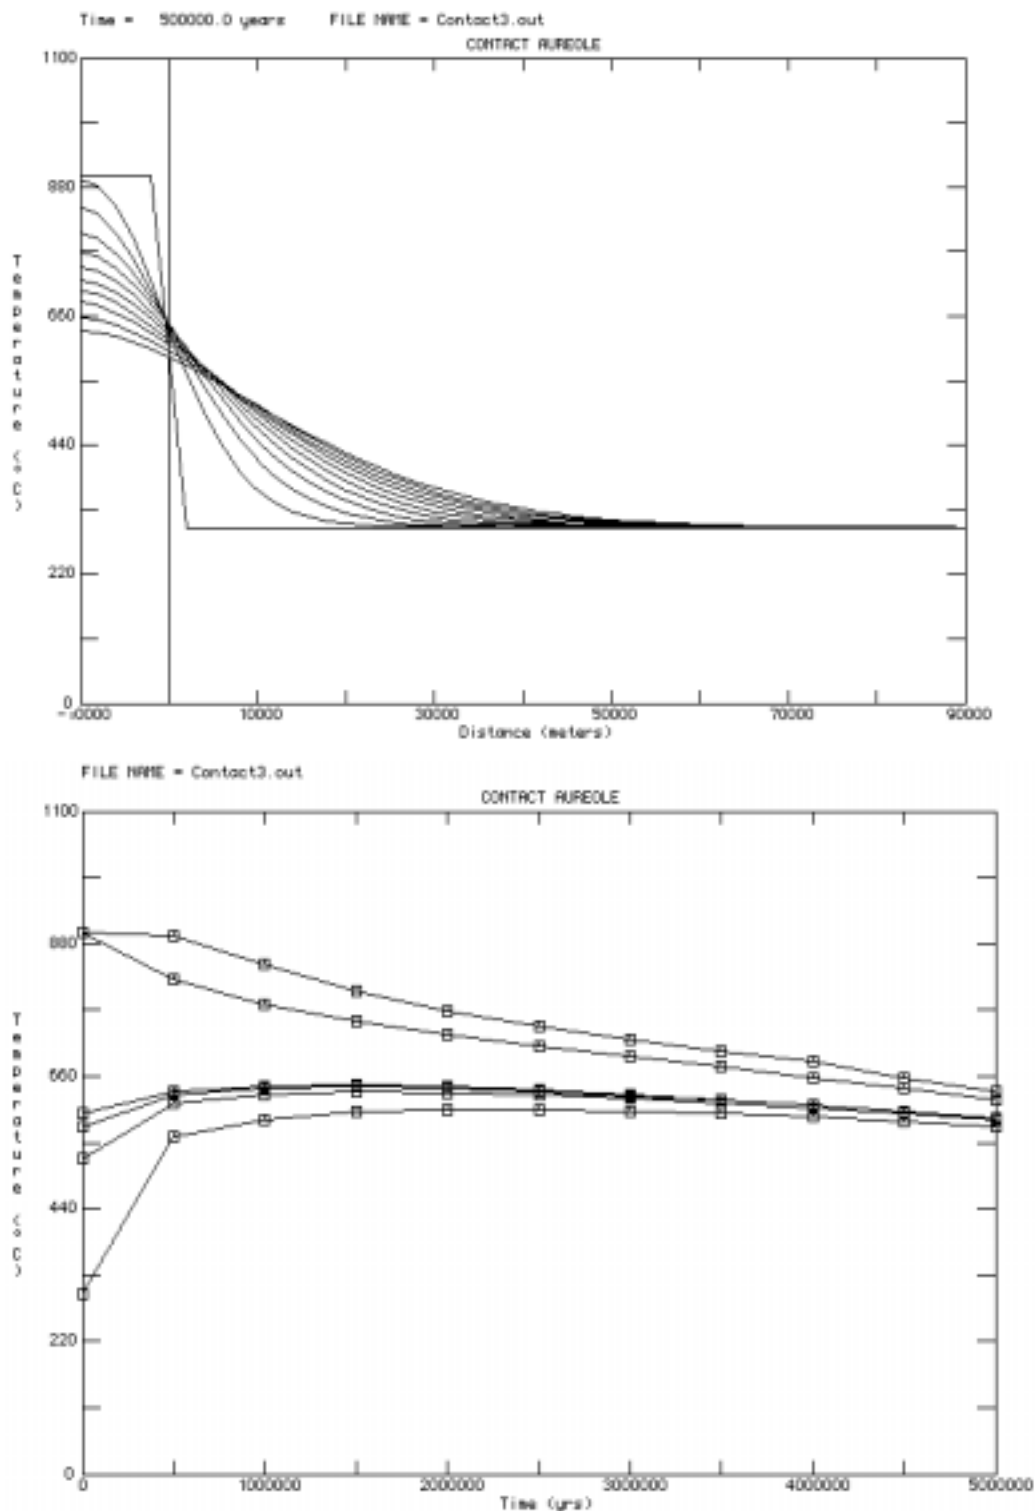 Time = 500000.0 years FILE NAME = Contact3.out
CONTACT AUREOLE
1100
880
660
440
220
0
Temperature (°C)
-10000 10000 30000 50000 70000 90000
Distance (meters)
FILE NAME = Contact3.out
CONTACT AUREOLE
1100
880
660
440
220
0
Temperature (°C)
0 1000000 2000000 3000000 4000000 5000000
Time (yrs)